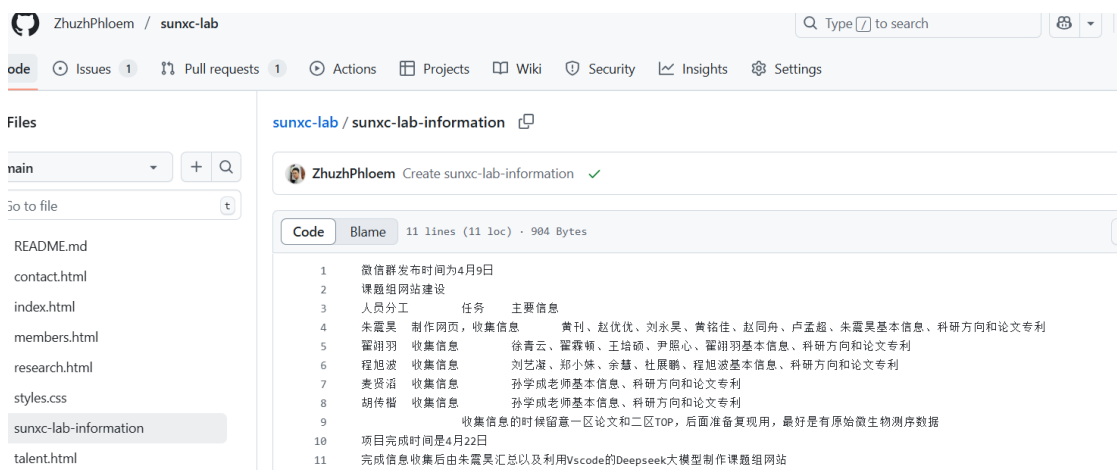 ZhuzhPhloem / sunxc-lab
Type / to search
ode Issues 1 Pull requests 1 Actions Projects Wiki Security Insights Settings
Files
sunxc-lab / sunxc-lab-information
main
ZhuzhPhloem Create sunxc-lab-information
Go to file t
Code Blame 11 lines (11 loc) · 904 Bytes
README.md
contact.html
index.html
members.html
research.html
styles.css
sunxc-lab-information
talent.html
1 微信群发布时间为4月9日
2 课题组网站建设
3 人员分工 任务 主要信息
4 朱震昊 制作网页，收集信息 黄刊、赵优优、刘永昊、黄铭佳、赵同舟、卢孟超、朱震昊基本信息、科研方向和论文专利
5 翟翊羽 收集信息 徐青云、翟霖顿、王培硕、尹照心、翟翊羽基本信息、科研方向和论文专利
6 程旭波 收集信息 刘艺凝、郑小姝、余慧、杜展鹏、程旭波基本信息、科研方向和论文专利
7 麦贤滔 收集信息 孙学成老师基本信息、科研方向和论文专利
8 胡传楷 收集信息 孙学成老师基本信息、科研方向和论文专利
9 收集信息的时候留意一区论文和二区TOP，后面准备复现用，最好是有原始微生物测序数据
10 项目完成时间是4月22日
11 完成信息收集后由朱震昊汇总以及利用Vscode的Deepseek大模型制作课题组网站